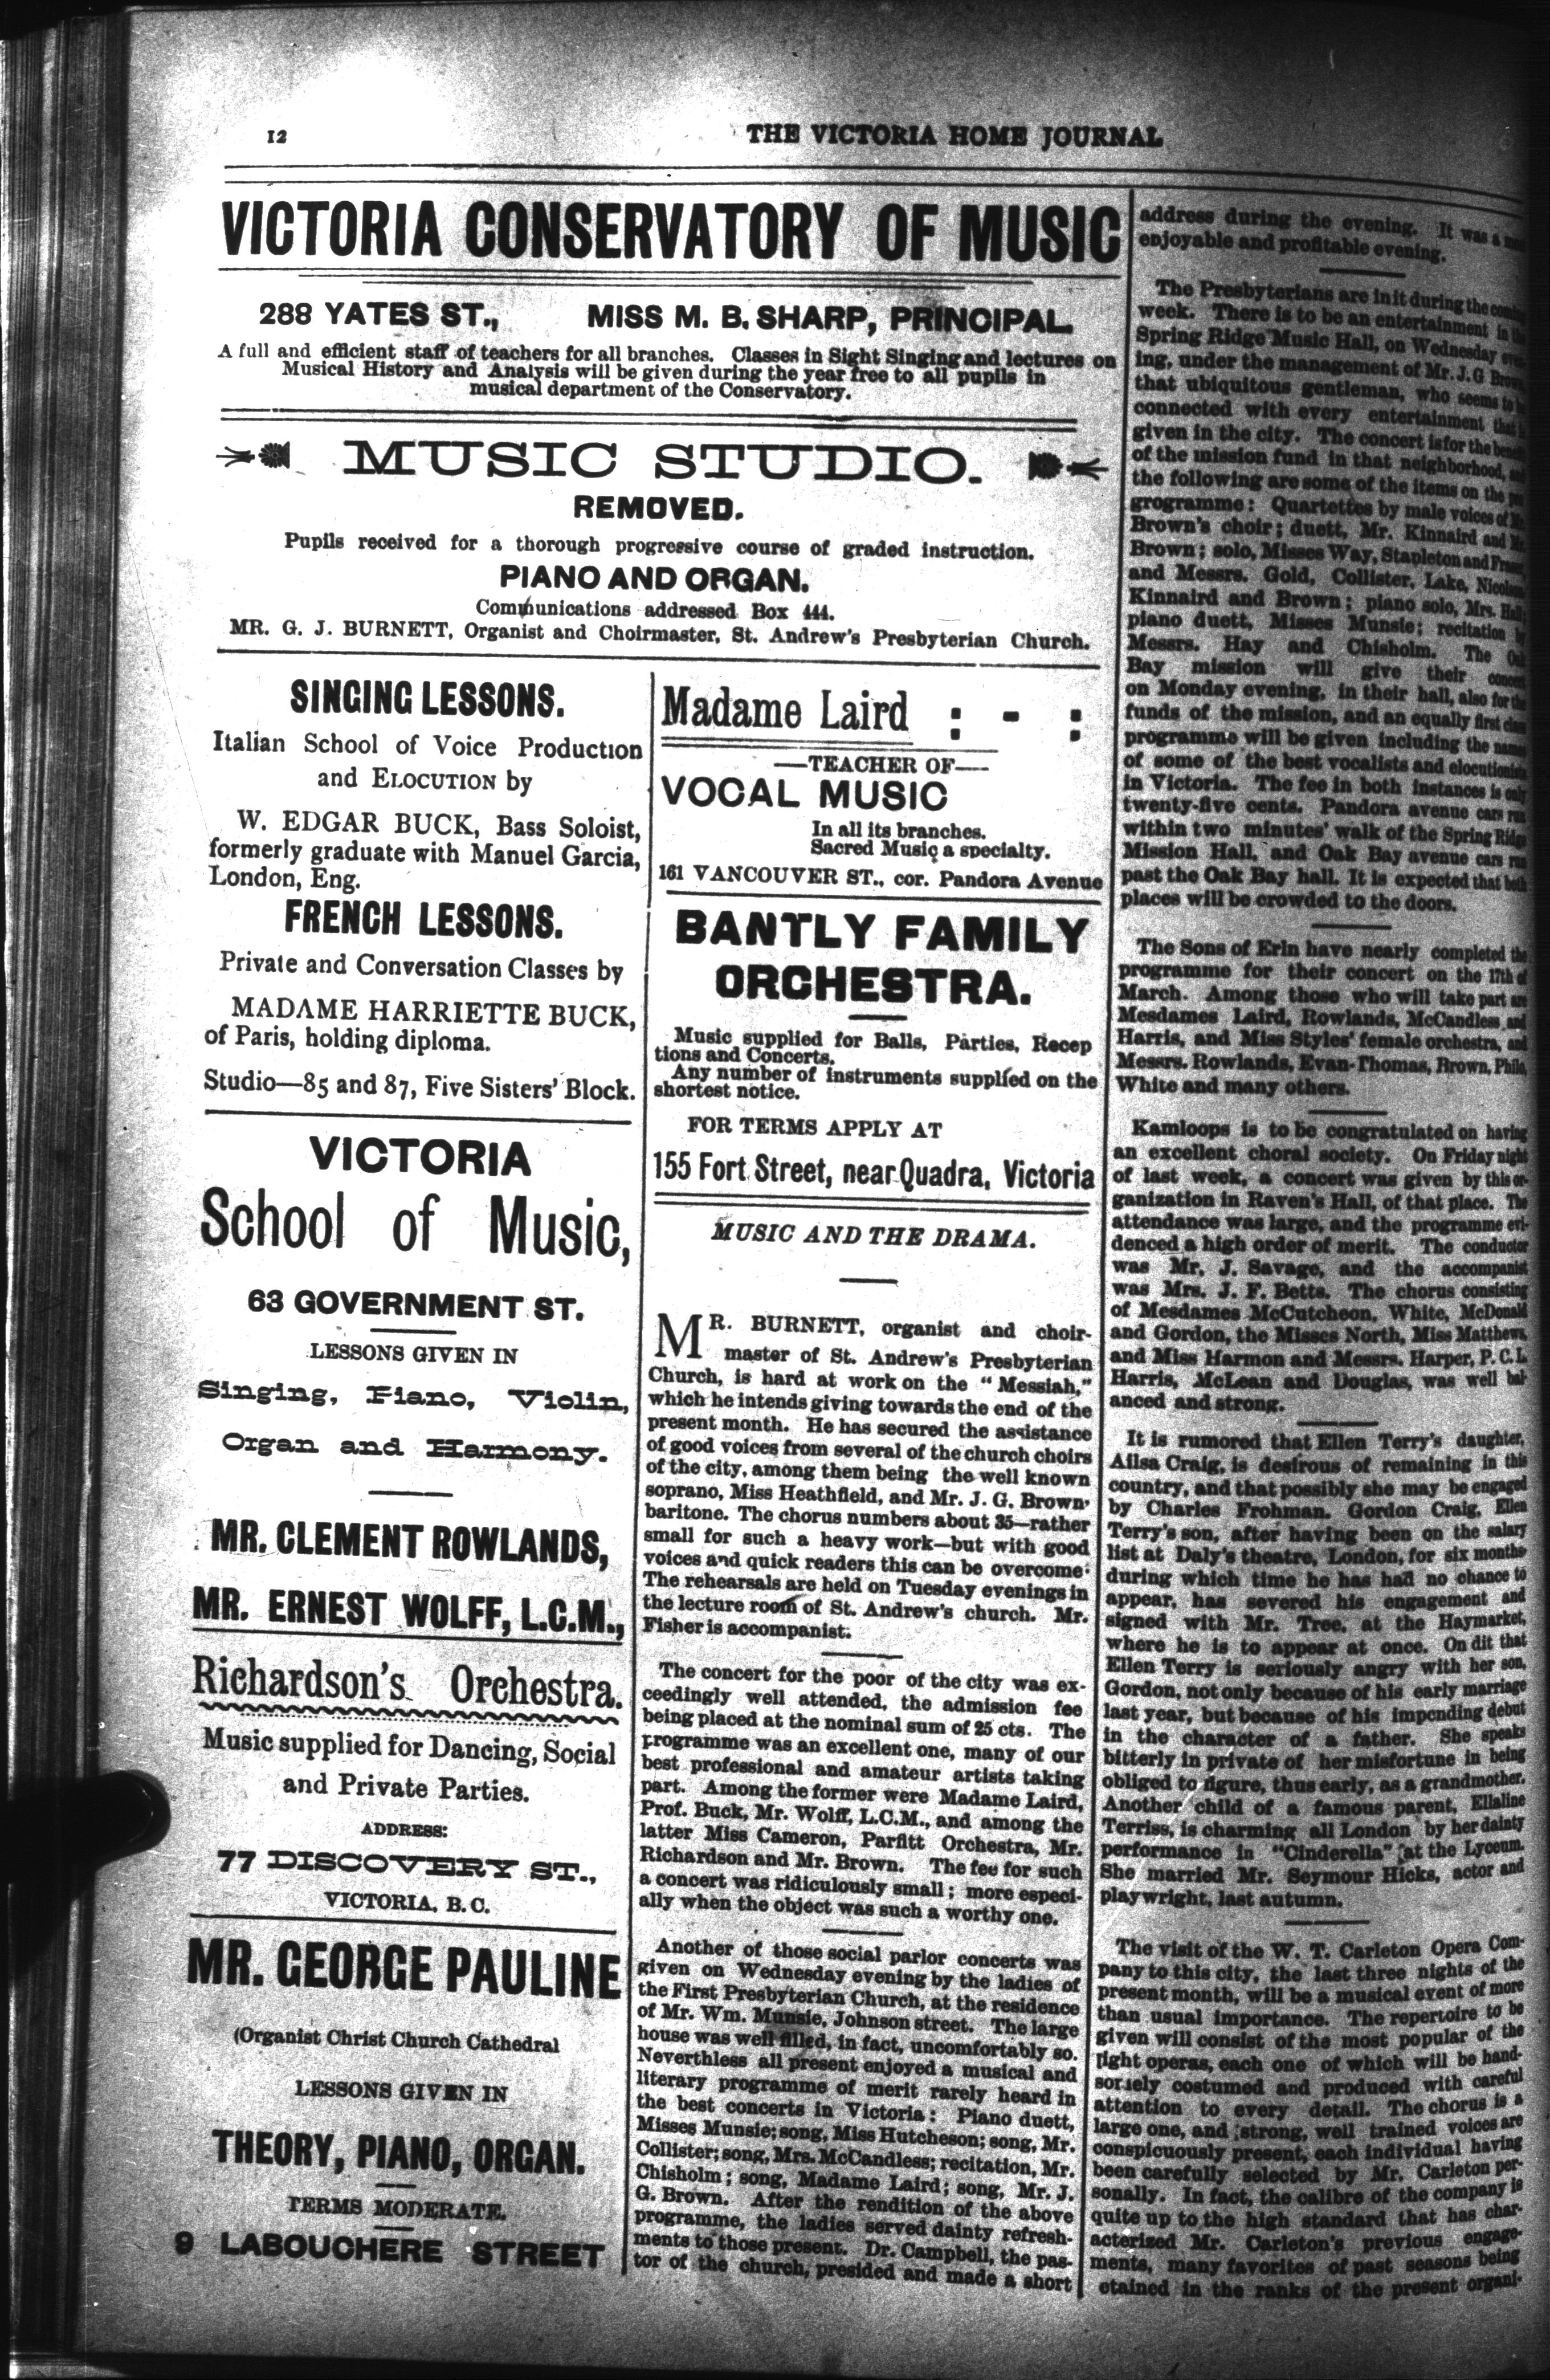 12
THE VICTORIA HOME JOURNAL
VICTORIA CONSERVATORY OF MUSIC
288 YATES ST., MISS M. B. SHARP, PRINCIPAL.
A full and efficient staff of teachers for all branches. Classes in Sight Singing and lectures on
Musical History and Analysis will be given during the year free to all pupils in
musical department of the Conservatory.
MUSIC STUDIO.
REMOVED.
Pupils received for a thorough progressive course of graded instruction.
PIANO AND ORGAN.
Communications addressed Box 444.
MR. G. J. BURNETT, Organist and Choirmaster, St. Andrew's Presbyterian Church.
SINGING LESSONS.
Italian School of Voice Production
and ELOCUTION by
W. EDGAR BUCK, Bass Soloist,
formerly graduate with Manuel Garcia,
London, Eng.
FRENCH LESSONS.
Private and Conversation Classes by
MADAME HARRIETTE BUCK,
of Paris, holding diploma.
Studio—85 and 87, Five Sisters' Block.
VICTORIA
School of Music,
63 GOVERNMENT ST.
LESSONS GIVEN IN
Singing, Piano, Violin,
Organ and Harmony.
MR. CLEMENT ROWLANDS,
MR. ERNEST WOLFF, L.C.M.,
Richardson's Orchestra.
Music supplied for Dancing, Social
and Private Parties.
ADDRESS:
77 DISCOVERY ST.,
VICTORIA, B. C.
MR. GEORGE PAULINE
(Organist Christ Church Cathedral
LESSONS GIVEN IN
THEORY, PIANO, ORGAN.
TERMS MODERATE.
9 LABOUCHERE STREET
Madame Laird : - :
—TEACHER OF—
VOCAL MUSIC
In all its branches.
Sacred Music a specialty.
161 VANCOUVER ST., cor. Pandora Avenue
BANTLY FAMILY
ORCHESTRA.
Music supplied for Balls, Parties, Recep
tions and Concerts.
Any number of instruments supplied on the
shortest notice.
FOR TERMS APPLY AT
155 Fort Street, near Quadra, Victoria
MUSIC AND THE DRAMA.
MR. BURNETT, organist and choir-
master of St. Andrew's Presbyterian
Church, is hard at work on the "Messiah,"
which he intends giving towards the end of the
present month. He has secured the assistance
of good voices from several of the church choirs
of the city, among them being the well known
soprano, Miss Heathfield, and Mr. J. G. Brown,
baritone. The chorus numbers about 35—rather
small for such a heavy work—but with good
voices and quick readers this can be overcome.
The rehearsals are held on Tuesday evenings in
the lecture room of St. Andrew's church. Mr.
Fisher is accompanist.
The concert for the poor of the city was ex-
ceedingly well attended, the admission fee
being placed at the nominal sum of 25 cts. The
programme was an excellent one, many of our
best professional and amateur artists taking
part. Among the former were Madame Laird,
Prof. Buck, Mr. Wolff, L.C.M., and among the
latter Miss Cameron, Parfitt Orchestra, Mr.
Richardson and Mr. Brown. The fee for such
a concert was ridiculously small; more especi-
ally when the object was such a worthy one.
Another of those social parlor concerts was
given on Wednesday evening by the ladies of
the First Presbyterian Church, at the residence
of Mr. Wm. Munsie, Johnson street. The large
house was well filled, in fact, uncomfortably so.
Neverthless all present enjoyed a musical and
literary programme of merit rarely heard in
the best concerts in Victoria: Piano duett,
Misses Munsie; song, Miss Hutcheson; song, Mr.
Collister; song, Mrs. McCandless; recitation, Mr.
Chisholm; song, Madame Laird; song, Mr. J.
G. Brown. After the rendition of the above
programme, the ladies served dainty refresh-
ments to those present. Dr. Campbell, the pas-
tor of the church, presided and made a short
address during the evening. It was a
enjoyable and profitable evening.
The Presbyterians are in it during the
week. There is to be an entertainment in
Spring Ridge Music Hall, on Wednesday
ing, under the management of Mr. J. G
that ubiquitous gentleman, who seems to
connected with every entertainment
given in the city. The concert is for the
of the mission fund in that neighborhood,
the following are some of the items on the
grogramme: Quartettes by male voices of
Brown's choir; duett, Mr. Kinnaird and
Brown; solo, Misses Way, Stapleton and
and Messrs. Gold, Collister, Lake,
Kinnaird and Brown; piano solo, Mrs.
piano duett, Misses Munsie; recitation
Messrs. Hay and Chisholm. The
Bay mission will give their
on Monday evening, in their hall, also for the
funds of the mission, and an equally first class
programme will be given including the
of some of the best vocalists and elocutionists
in Victoria. The fee in both instances is only
twenty-five cents. Pandora avenue cars run
within two minutes' walk of the Spring Ridge
Mission Hall, and Oak Bay avenue cars run
past the Oak Bay hall. It is expected that both
places will be crowded to the doors.
The Sons of Erin have nearly completed the
programme for their concert on the 17th of
March. Among those who will take part are
Mesdames Laird, Rowlands, McCandless and
Harris, and Miss Styles' female orchestra, and
Messrs. Rowlands, Evan-Thomas, Brown, Philo,
White and many others.
Kamloops is to be congratulated on having
an excellent choral society. On Friday night
of last week, a concert was given by this or-
ganization in Raven's Hall, of that place. The
attendance was large, and the programme evi-
denced a high order of merit. The conductor
was Mr. J. Savage, and the accompanist
was Mrs. J. F. Betts. The chorus consisting
of Mesdames McCutcheon, White, McDonald
and Gordon, the Misses North, Miss Matthews,
and Miss Harmon and Messrs. Harper, P. C. L.
Harris, McLean and Douglas, was well bal-
anced and strong.
It is rumored that Ellen Terry's daughter,
Ailsa Craig, is desirous of remaining in this
country, and that possibly she may be engaged
by Charles Frohman. Gordon Craig, Ellen
Terry's son, after having been on the salary
list at Daly's theatre, London, for six months
during which time he has had no chance to
appear, has severed his engagement and
signed with Mr. Tree, at the Haymarket,
where he is to appear at once. On dit that
Ellen Terry is seriously angry with her son,
Gordon, not only because of his early marriage
last year, but because of his impending debut
in the character of a father. She speaks
bitterly in private of her misfortune in being
obliged to figure, thus early, as a grandmother.
Another child of a famous parent, Ellaline
Terriss, is charming all London by her dainty
performance in "Cinderella" at the Lyceum.
She married Mr. Seymour Hicks, actor and
playwright, last autumn.
The visit of the W. T. Carleton Opera Com-
pany to this city, the last three nights of the
present month, will be a musical event of more
than usual importance. The repertoire to be
given will consist of the most popular of the
light operas, each one of which will be hand-
somely costumed and produced with careful
attention to every detail. The chorus is a
large one, and strong, well trained voices are
conspicuously present, each individual having
been carefully selected by Mr. Carleton per-
sonally. In fact, the calibre of the company is
quite up to the high standard that has char-
acterized Mr. Carleton's previous engage-
ments, many favorites of past seasons being
etained in the ranks of the present organi-